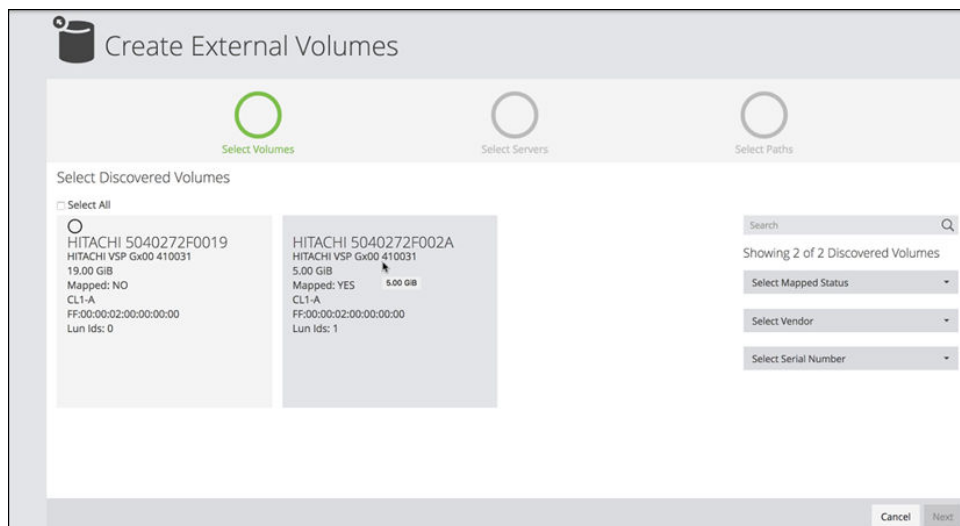 Create External Volumes
Select Volumes
Select Servers
Select Paths
Select Discovered Volumes
Select All
HITACHI 5040272F0019
HITACHI VSP Gx00 410031
19.00 GiB
Mapped: NO
CL1-A
FF:00:00:02:00:00:00:00
Lun Ids: 0
HITACHI 5040272F002A
HITACHI VSP Gx00 410031
5.00 GiB
Mapped: YES
5.00 GiB
CL1-A
FF:00:00:02:00:00:00:00
Lun Ids: 1
Search
Showing 2 of 2 Discovered Volumes
Select Mapped Status
Select Vendor
Select Serial Number
Cancel
Next